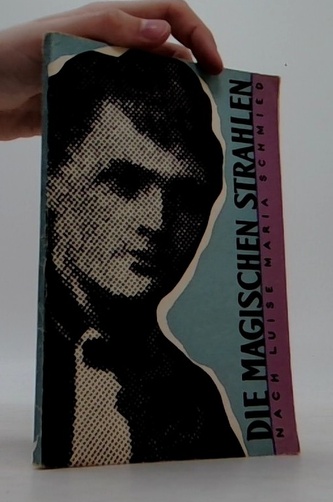 DIE MAGISCHEN STRAHLEN
NACH LUISE MARIA SCHMIED